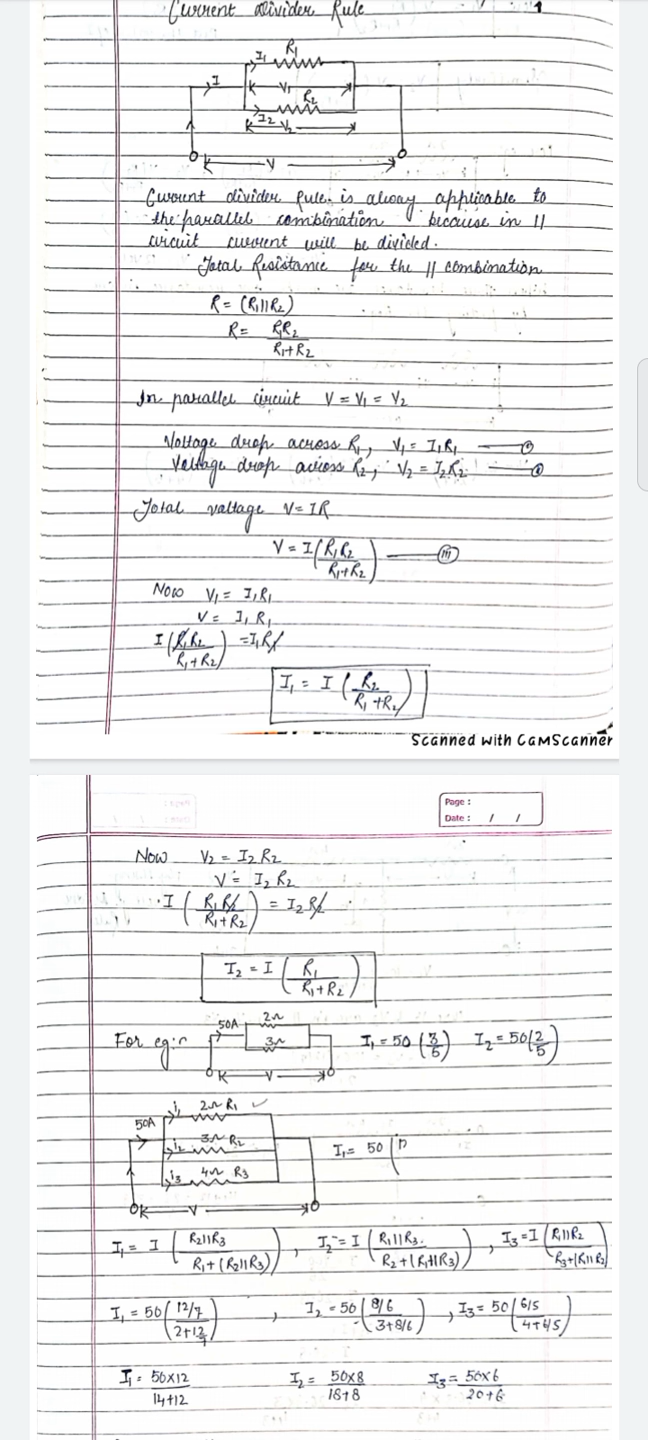 Current Divider Rule
1
R1
I1
I
V1
R2
I2
V2
V
Current divider Rule is alway applicable to
the parallel combination because in ||
circuit current will be divided.
Total Resistance for the || combination
R = (R1||R2)
R = R1R2 / R1+R2
In parallel circuit V = V1 = V2
Voltage drop across R1, V1 = I1R1
Voltage drop across R2, V2 = I2R2
Total valtage V = IR
V = I (R1R2 / R1+R2) — (III)
Now V1 = I1R1
V = I1R1
I (R1R2 / R1+R2) = I1R1
I1 = I (R2 / R1+R2)
Scanned with CamScanner
Page :
Date : / /
Now V2 = I2R2
V = I2R2
I (R1R2 / R1+R2) = I2R2
I2 = I (R1 / R1+R2)
50A
2Ω
3Ω
V
For eg:- I1 = 50 (3/5) I2 = 50 (2/5)
i1 2Ω R1 ✓
50A
i2 3Ω R2
I1 = 50
i3 4Ω R3
V
I1 = I (R2||R3 / R1+(R2||R3)), I2 = I (R1||R3 / R2+(R1||R3)), I3 = I (R1||R2 / R3+(R1||R2))
I1 = 50 (12/7 / 2+12/7), I2 = 50 (8/6 / 3+8/6), I3 = 50 (6/5 / 4+6/5)
I1 = 50×12 / 14+12 I2 = 50×8 / 18+8 I3 = 50×6 / 20+6